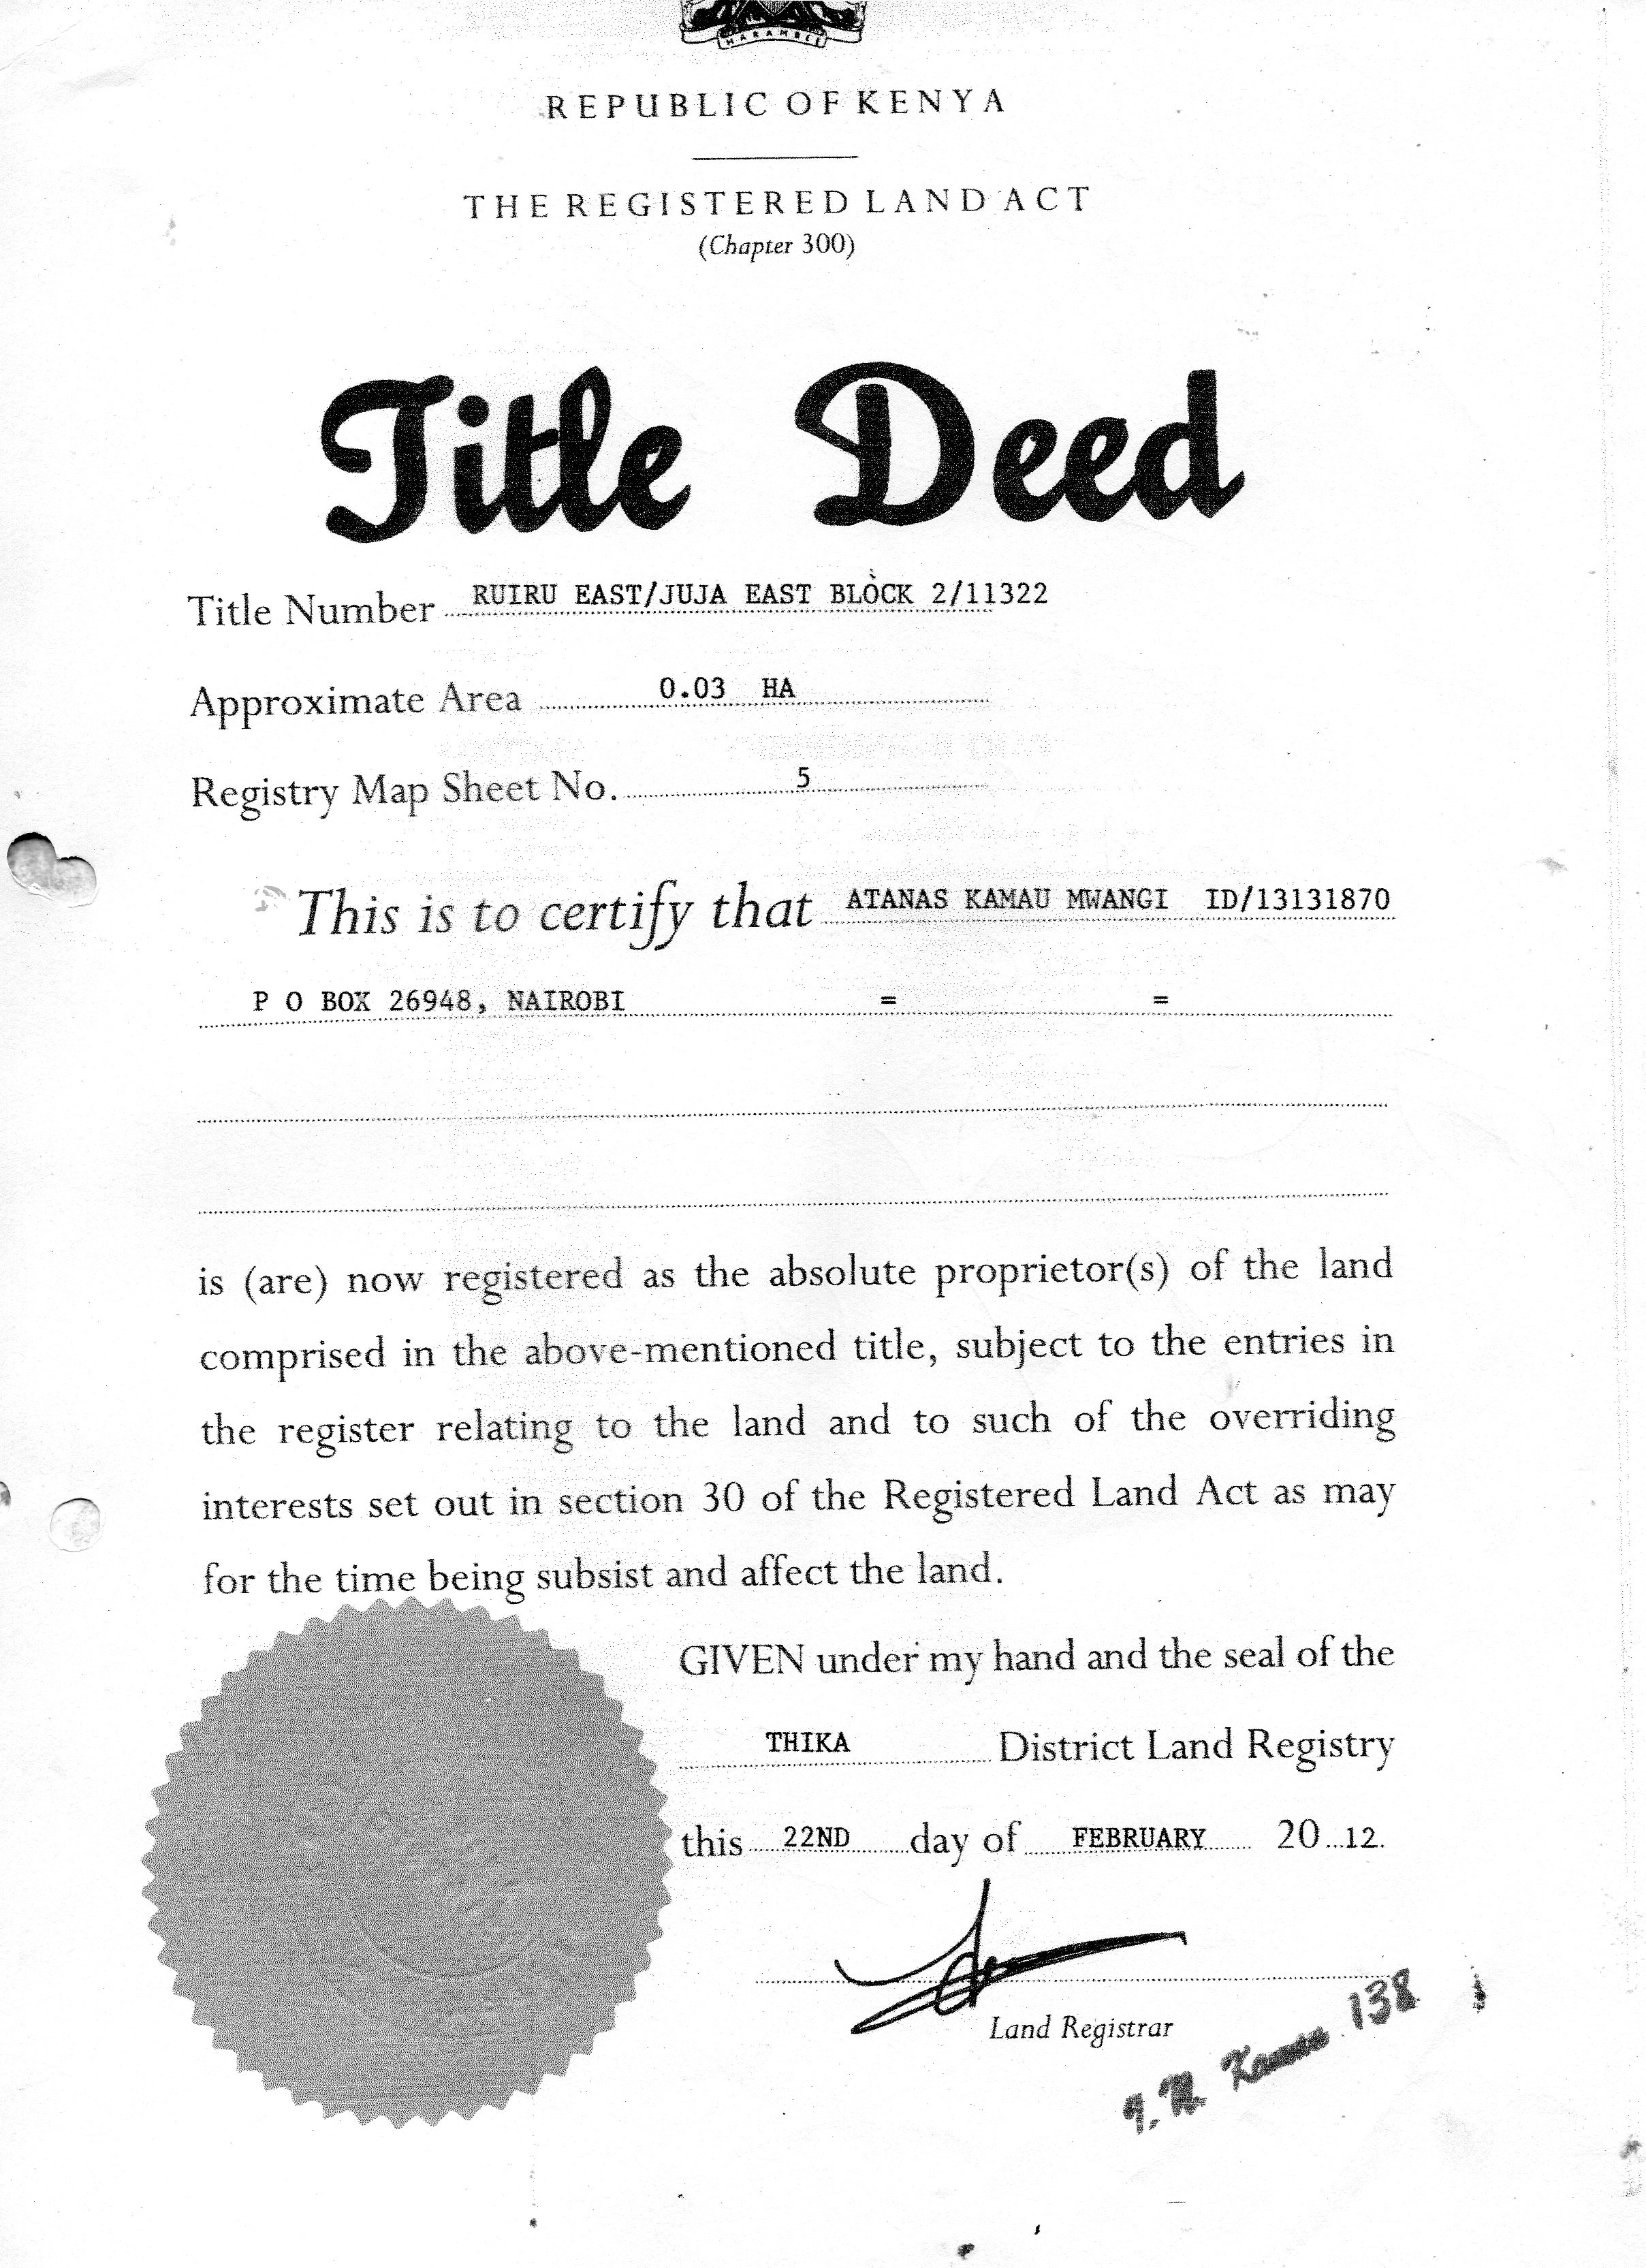 HARAMBEE
REPUBLIC OF KENYA
THE REGISTERED LAND ACT
(Chapter 300)
Title Deed
Title Number RUIRU EAST/JUJA EAST BLOCK 2/11322
Approximate Area 0.03 HA
Registry Map Sheet No. 5
This is to certify that ATANAS KAMAU MWANGI ID/13131870
P O BOX 26948, NAIROBI = =
is (are) now registered as the absolute proprietor(s) of the land
comprised in the above-mentioned title, subject to the entries in
the register relating to the land and to such of the overriding
interests set out in section 30 of the Registered Land Act as may
for the time being subsist and affect the land.
GIVEN under my hand and the seal of the
THIKA District Land Registry
this 22ND day of FEBRUARY 20 12.
Land Registrar
138